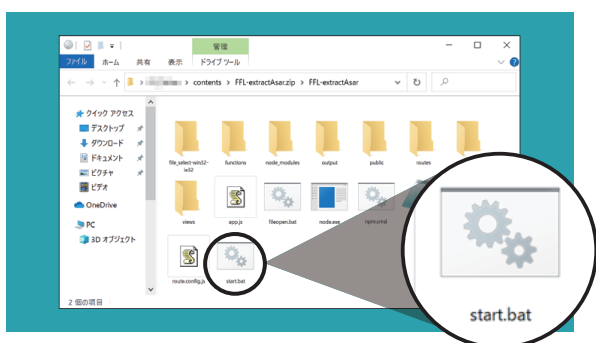 管理
ファイル ホーム 共有 表示 ドライブ ツール
contents > FFL-extractAsar.zip > FFL-extractAsar
クイック アクセス
デスクトップ
ダウンロード
ドキュメント
ピクチャ
ビデオ
OneDrive
PC
3D オブジェクト
file_select-win32-
ia32
functions
node_modules
output
public
routes
views
app.js
fileopen.bat
node.exe
npm.cmd
route.config.js
start.bat
2 個の項目
start.bat